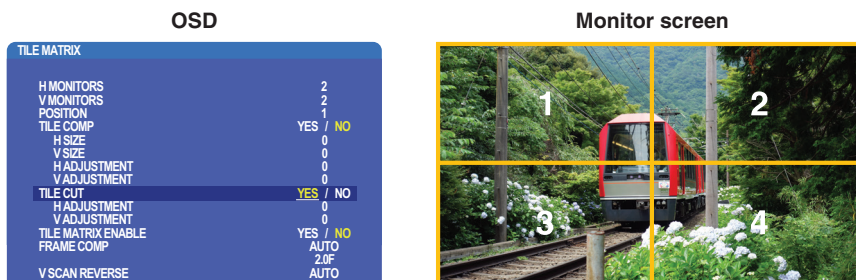 OSD
Monitor screen
TILE MATRIX
H MONITORS 2
V MONITORS 2
POSITION 1
TILE COMP YES / NO
H SIZE 0
V SIZE 0
H ADJUSTMENT 0
V ADJUSTMENT 0
TILE CUT YES / NO
H ADJUSTMENT 0
V ADJUSTMENT 0
TILE MATRIX ENABLE YES / NO
FRAME COMP AUTO
2.0F
V SCAN REVERSE AUTO
1
2
3
4